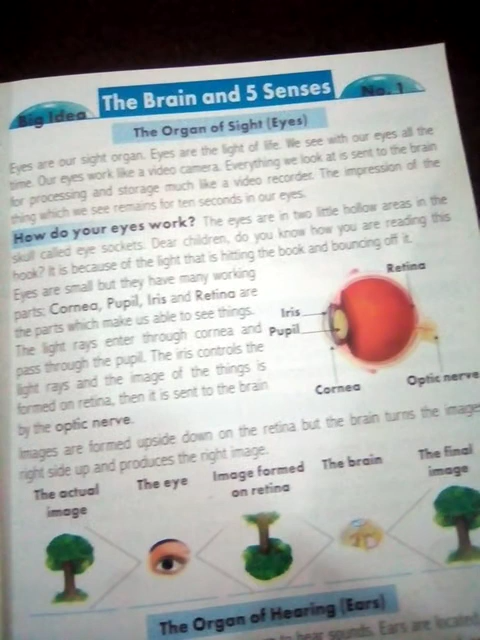 Big Idea
The Brain and 5 Senses
No. 1
The Organ of Sight (Eyes)
Eyes are our sight organ. Eyes are the light of life. We see with our eyes all the
time. Our eyes work like a video camera. Everything we look at is sent to the brain
for processing and storage much like a video recorder. The impression of the
thing which we see remains for ten seconds in our eyes.
How do your eyes work? The eyes are in two little hollow areas in the
skull called eye sockets. Dear children, do you know how you are reading this
book? It is because of the light that is hitting the book and bouncing off it.
Eyes are small but they have many working
parts: Cornea, Pupil, Iris and Retina are
the parts which make us able to see things.
The light rays enter through cornea and
pass through the pupil. The iris controls the
light rays and the image of the things is
formed on retina, then it is sent to the brain
by the optic nerve.
Retina
Iris
Pupil
Cornea
Optic nerve
Images are formed upside down on the retina but the brain turns the image
right side up and produces the right image.
The actual
image
The eye
Image formed
on retina
The brain
The final
image
The Organ of Hearing (Ears)
to hear sounds. Ears are located